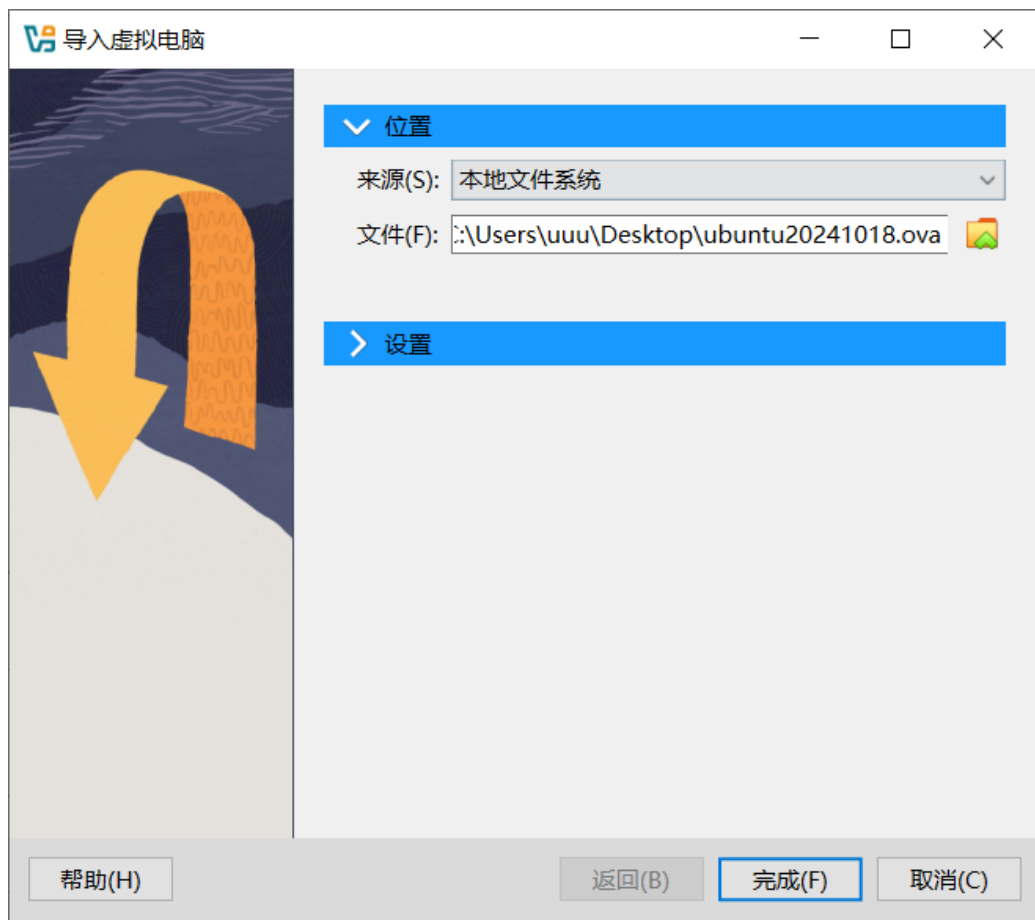 导入虚拟电脑
位置
来源(S): 本地文件系统
文件(F): :\Users\uuu\Desktop\ubuntu20241018.ova
设置
帮助(H) 返回(B) 完成(F) 取消(C)